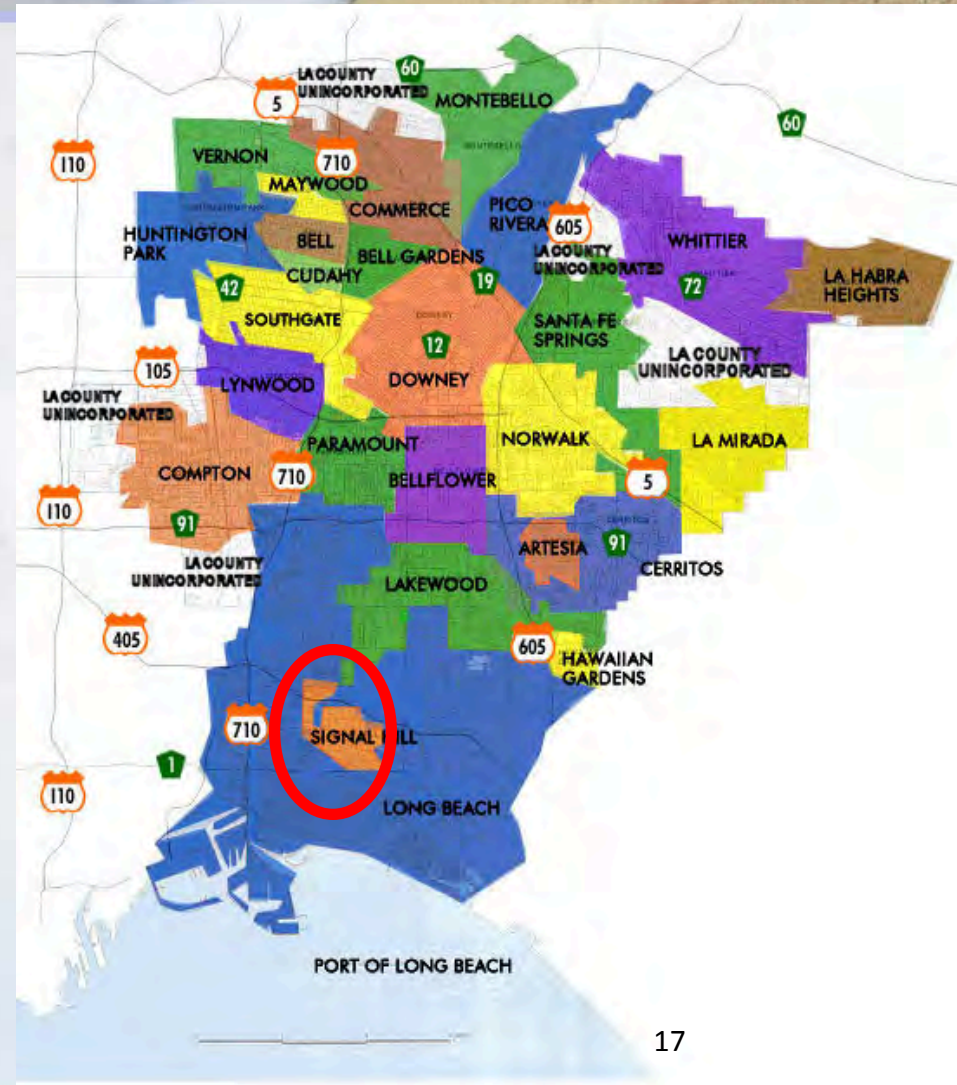 60
LA COUNTY
UNINCORPORATED
5
MONTEBELLO
60
110
VERNON
710
MAYWOOD
COMMERCE
PICO
RIVERA
605
HUNTINGTON
PARK
BELL
WHITTIER
BELL GARDENS
LA COUNTY
UNINCORPORATED
CUDAHY
19
72
LA HABRA
HEIGHTS
42
SOUTHGATE
SANTA FE
SPRINGS
12
105
LYNWOOD
DOWNEY
LA COUNTY
UNINCORPORATED
LA COUNTY
UNINCORPORATED
PARAMOUNT
NORWALK
LA MIRADA
COMPTON
710
BELLFLOWER
5
110
91
ARTESIA
CERRITOS
91
LA COUNTY
UNINCORPORATED
CERRITOS
LAKEWOOD
405
605
HAWAIIAN
GARDENS
710
SIGNAL HILL
1
110
LONG BEACH
PORT OF LONG BEACH
17